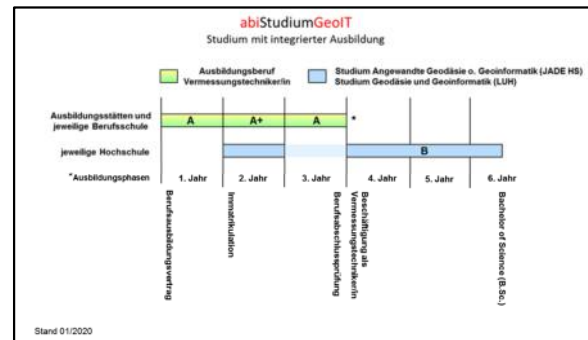 abiStudiumGeoIT
Studium mit integrierter Ausbildung
Ausbildungsberuf
Vermessungstechniker/in
Studium Angewandte Geodäsie o. Geoinformatik (JADE HS)
Studium Geodäsie und Geoinformatik (LUH)
Ausbildungsstätten und
jeweilige Berufsschule
A
A+
A
*
jeweilige Hochschule
B
*Ausbildungsphasen
1. Jahr
2. Jahr
3. Jahr
4. Jahr
5. Jahr
6. Jahr
Berufsausbildungsvertrag
Immatrikulation
Berufsabschlussprüfung
Beschäftigung als
Vermessungstechniker/in
Bachelor of Science (B.Sc.)
Stand 01/2020